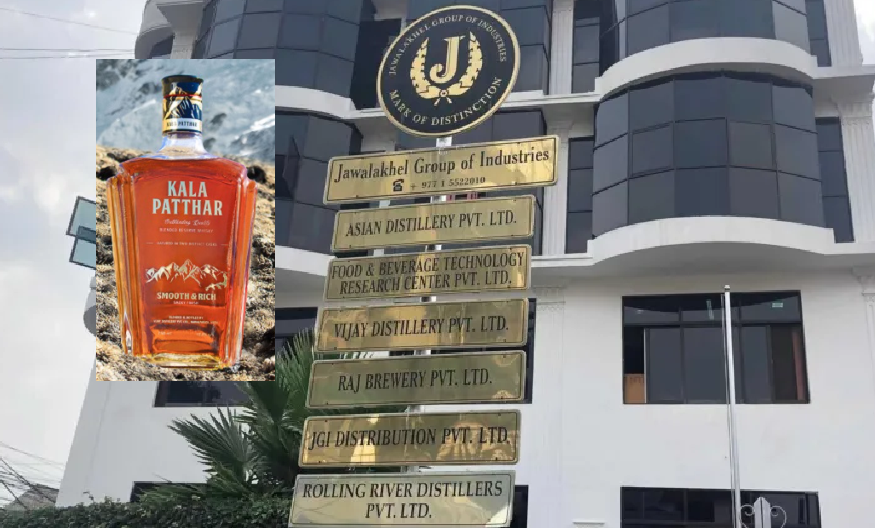 JAWALAKHEL GROUP OF INDUSTRIES
J
MARK OF DISTINCTION
Jawalakhel Group of Industries
+ 977 1 5522010
ASIAN DISTILLERY PVT. LTD.
FOOD & BEVERAGE TECHNOLOGY
RESEARCH CENTER PVT. LTD.
VIJAY DISTILLERY PVT. LTD.
RAJ BREWERY PVT. LTD.
JGI DISTRIBUTION PVT. LTD.
ROLLING RIVER DISTILLERS
PVT. LTD.
KALA PATTHAR
KALA
PATTHAR
SMOOTH & RICH